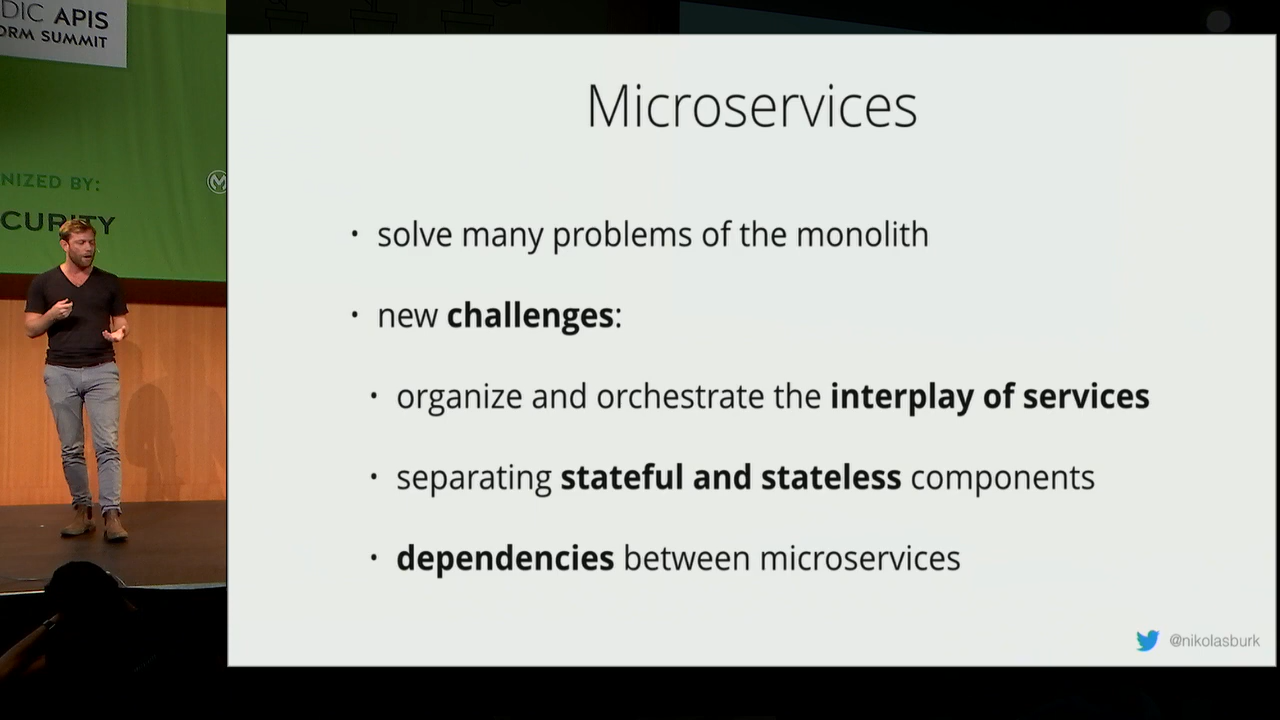 DIC APIS
ORM SUMMIT
NIZED BY:
CURITY
Microservices
• solve many problems of the monolith
• new challenges:
• organize and orchestrate the interplay of services
• separating stateful and stateless components
• dependencies between microservices
@nikolasburk